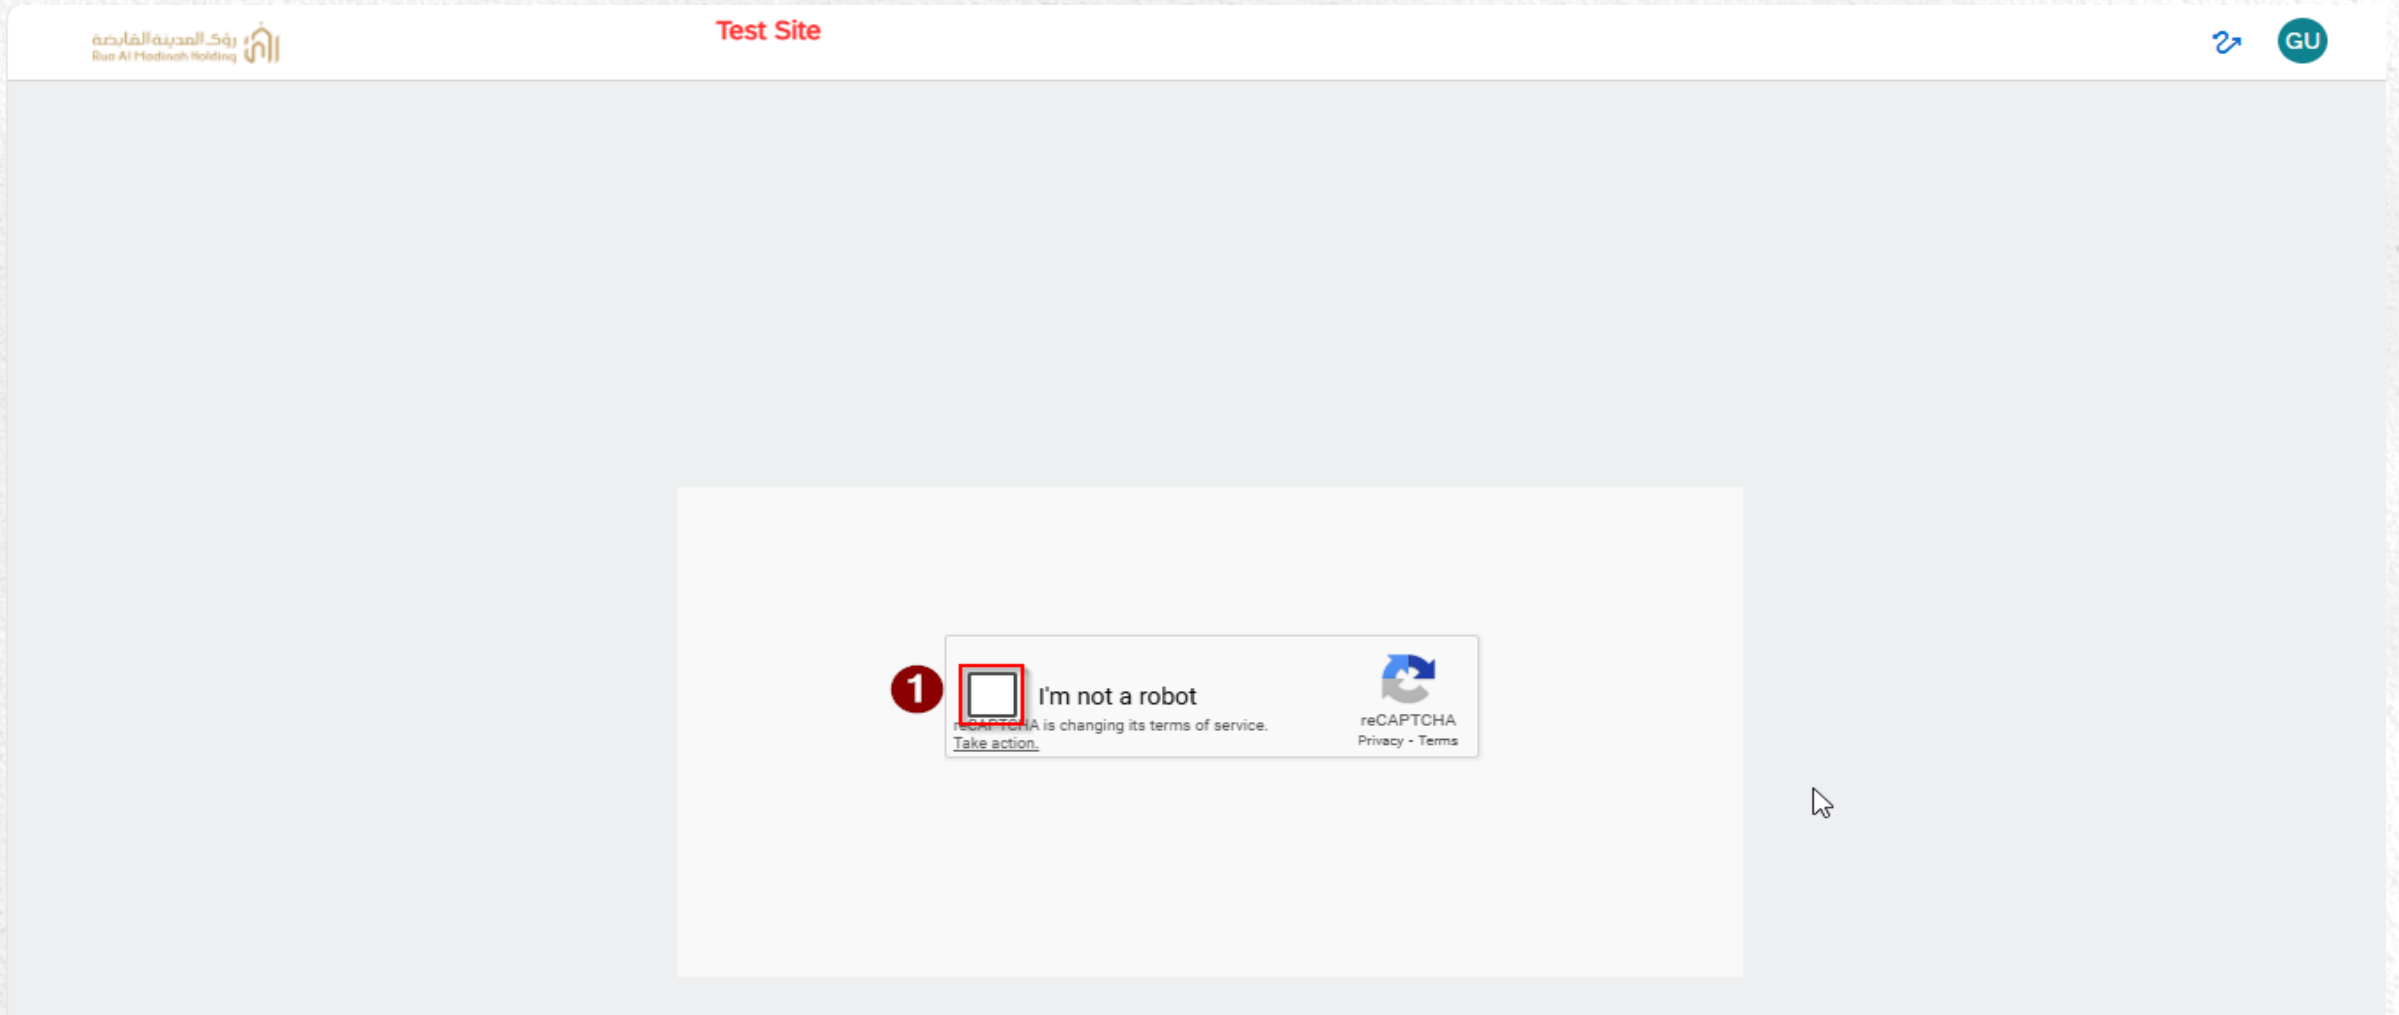 رؤى المدينة القابضة
Rua Al Madinah Holding
Test Site
GU
1
I'm not a robot
reCAPTCHA is changing its terms of service.
Take action.
reCAPTCHA
Privacy - Terms